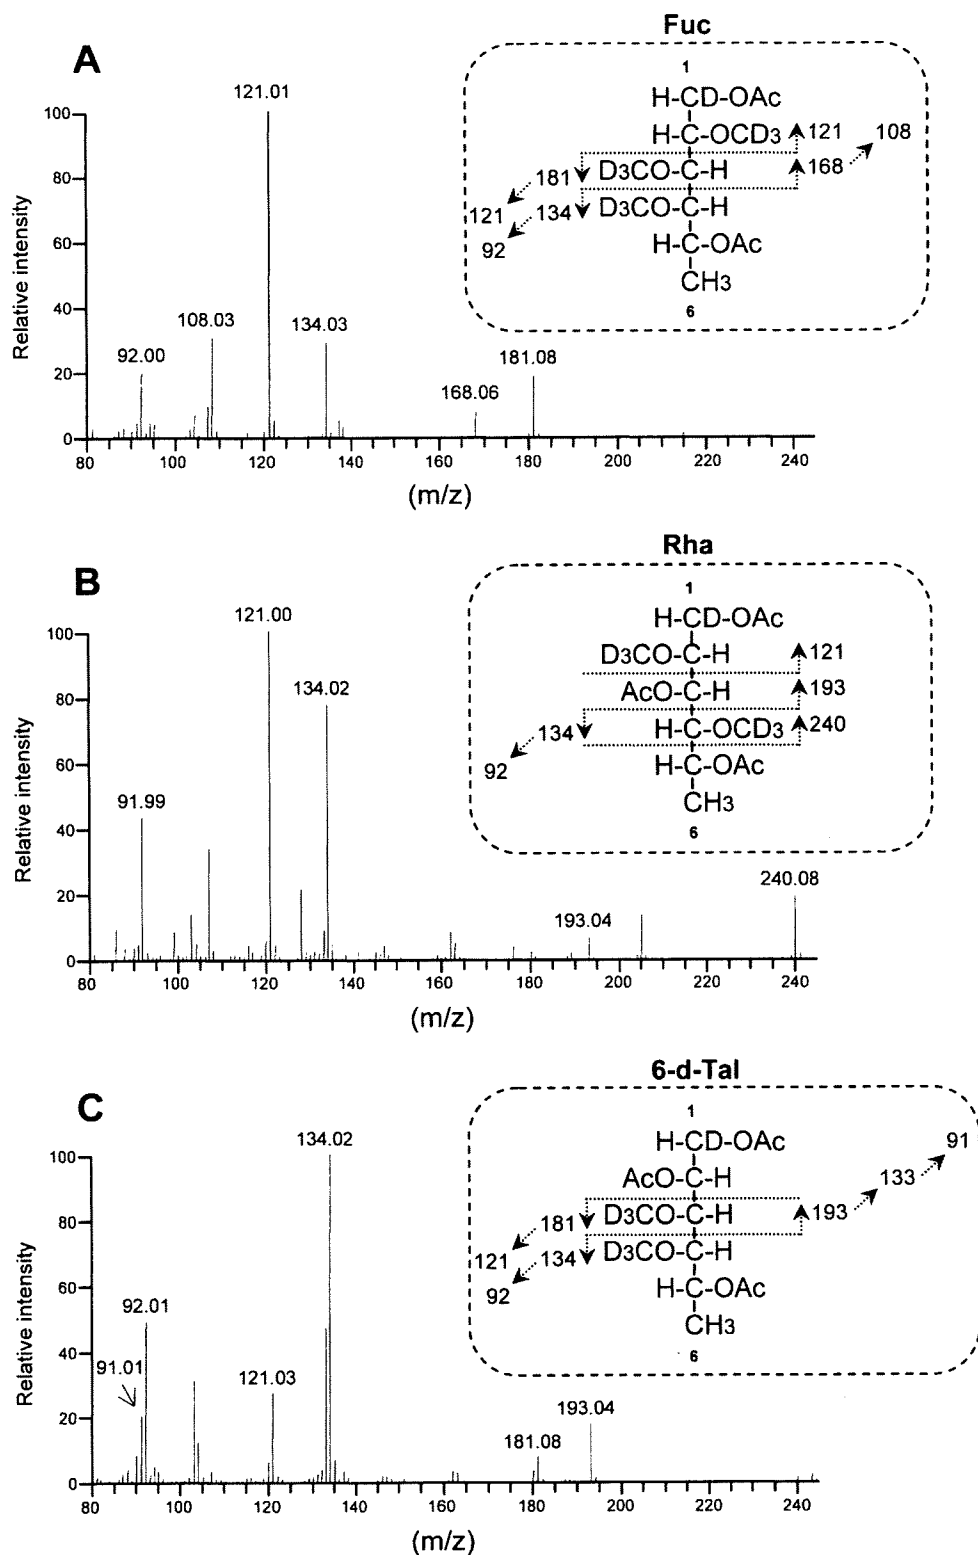 A
Fuc
1
H-CD-OAc
H-C-OCD3 121 108
181 D3CO-C-H 168
121 134 D3CO-C-H
92 H-C-OAc
CH3
6
Relative intensity
100
80
60
40
20
0
121.01
108.03
134.03
92.00
181.08
168.06
80 100 120 140 160 180 200 220 240
(m/z)
B
Rha
1
H-CD-OAc
D3CO-C-H 121
AcO-C-H 193
134 H-C-OCD3 240
92 H-C-OAc
CH3
6
Relative intensity
100
80
60
40
20
0
121.00
134.02
91.99
240.08
193.04
80 100 120 140 160 180 200 220 240
(m/z)
C
6-d-Tal
1
H-CD-OAc 91
AcO-C-H 133
181 D3CO-C-H 193
121 134 D3CO-C-H
92 H-C-OAc
CH3
6
Relative intensity
100
80
60
40
20
0
134.02
92.01
91.01
121.03
193.04
181.08
80 100 120 140 160 180 200 220 240
(m/z)